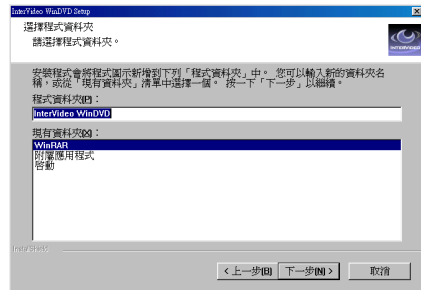 InterVideo WinDVD Setup
選擇程式資料夾
請選擇程式資料夾。
INTERVIDEO
安裝程式會將程式圖示新增到下列「程式資料夾」中。 您可以輸入新的資料夾名
稱，或從「現有資料夾」清單中選擇一個。 按一下「下一步」以繼續。
程式資料夾(P)：
InterVideo WinDVD
現有資料夾(X)：
WinRAR
附屬應用程式
啓動
InstallShield
< 上一步(B) 下一步(N) > 取消